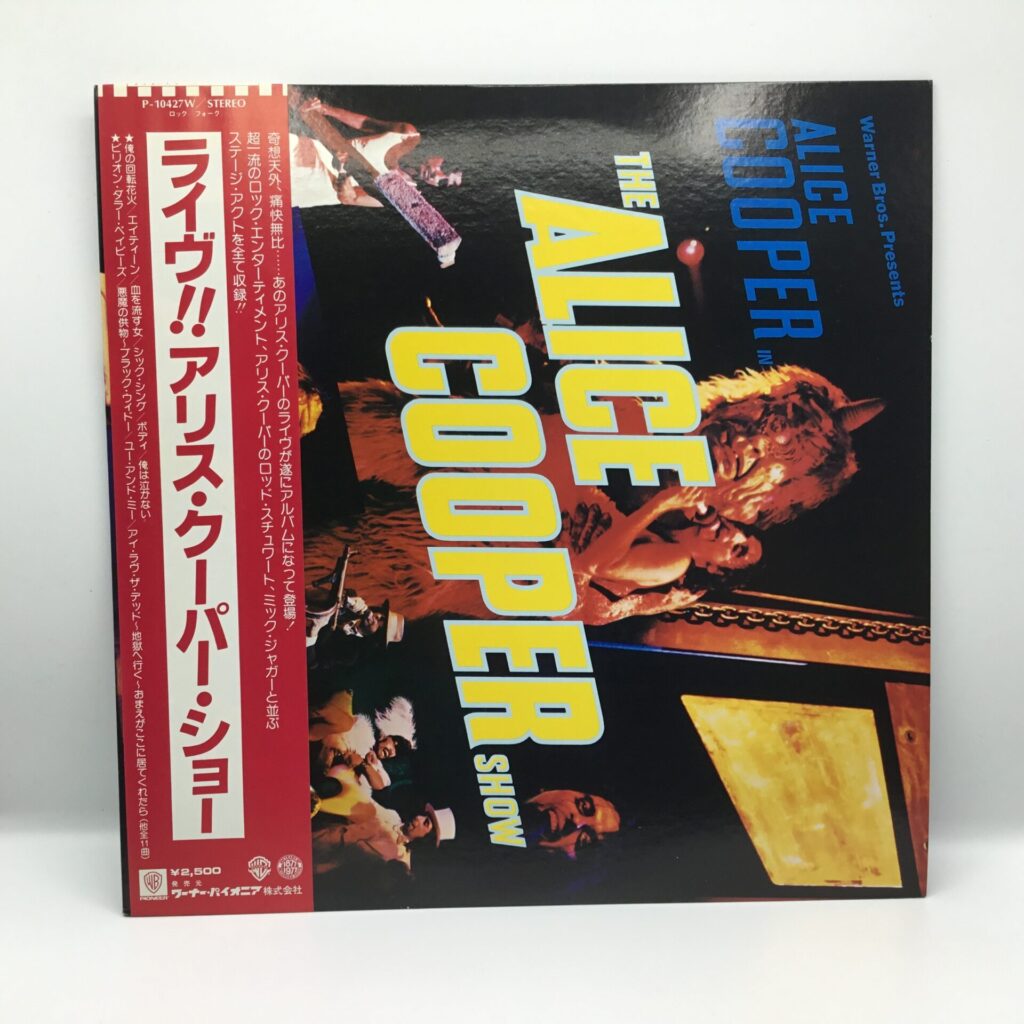 P-10427W/STEREO
ロック フォーク
奇想天外、痛快無比……あのアリス・クーパーのライヴが遂にアルバムになって登場!
超一流のロック・エンターティメント、アリス・クーパーのロッド・スチュワート、ミック・ジャガーと並ぶ
ステージ・アクトを全て収録!!
ライヴ!! アリス・クーパー・ショー
★俺の回転花火/エイティーン/血を流す女/シック・シング/ボディ/俺は泣かない
★ビリオン・ダラー・ベイビーズ/悪魔の供物〜ブラック・ウィドー/ユー・アンド・ミー/アイ・ラヴ・ザ・デッド〜地獄へ行く〜おまえがここに居てくれたら(他全11曲)
¥2,500
発売元
ワーナー・パイオニア株式会社
WB
PIONEER
1877
1977
Warner Bros. Presents
ALICE
COOPER IN
THE
ALICE
COOPER
SHOW